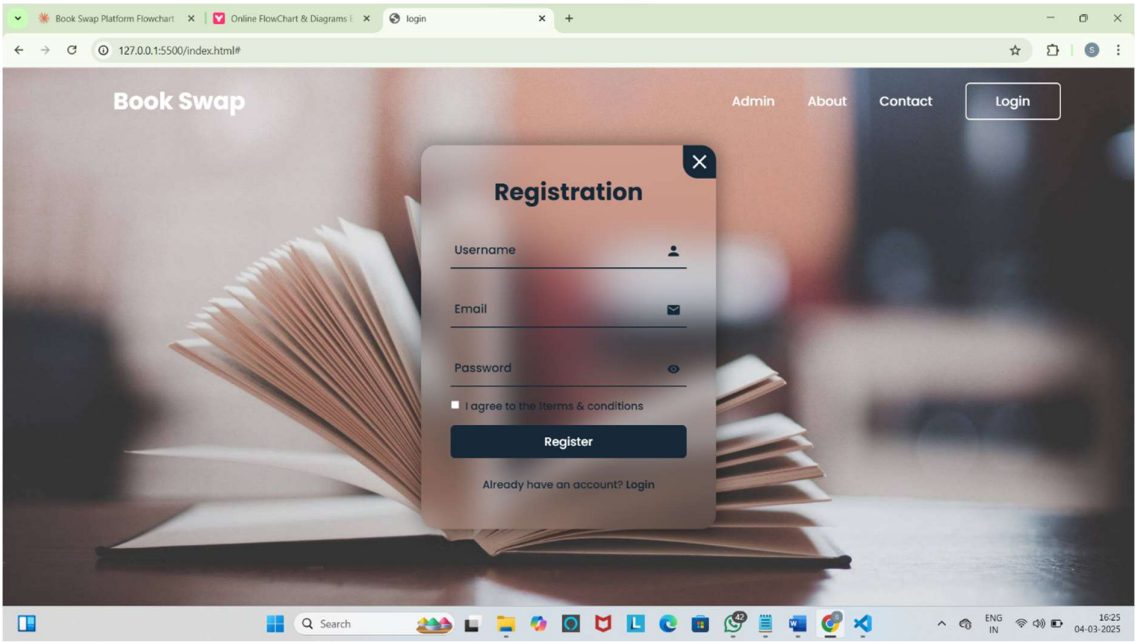 Book Swap Platform Flowchart
Online FlowChart & Diagrams E
login
127.0.0.1:5500/index.html#
S
Book Swap
Admin
About
Contact
Login
Registration
Username
Email
Password
I agree to the Iterms & conditions
Register
Already have an account? Login
Search
42
ENG
IN
16:25
04-03-2025